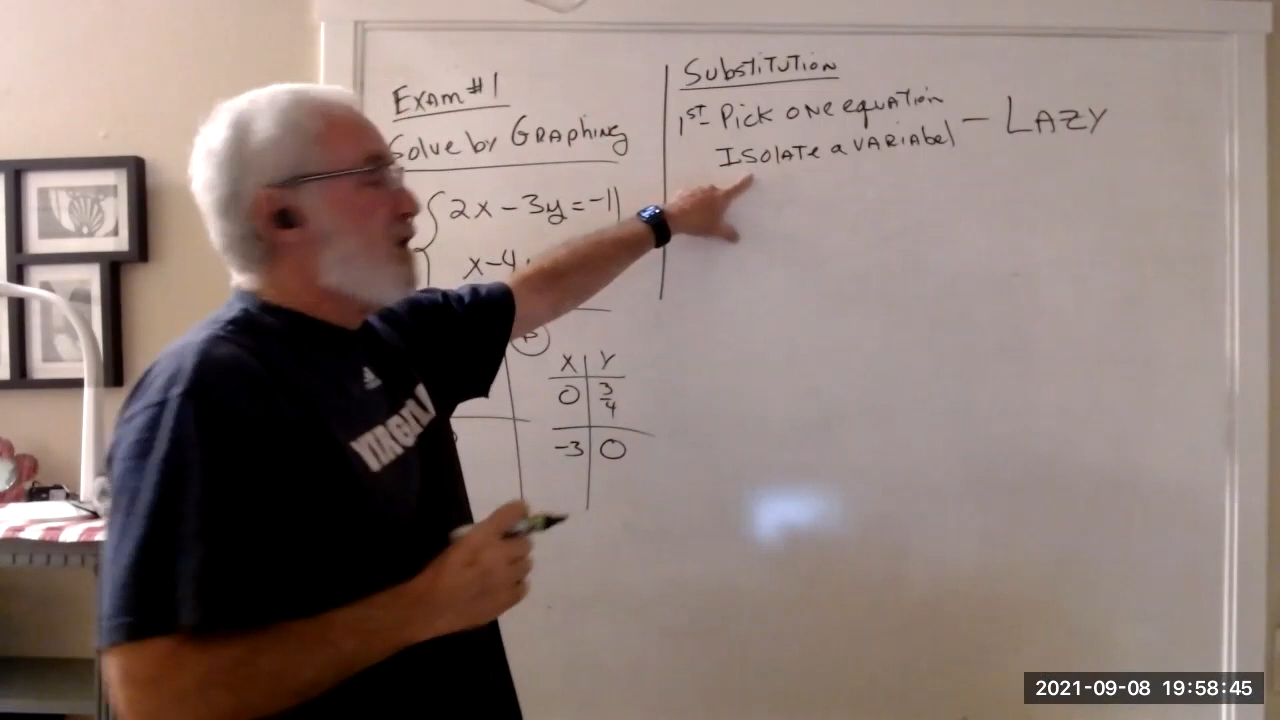 Exam #1
Solve by Graphing
2x - 3y = -11
x - 4
X Y
0 3/4
-3 0
Substitution
1ST Pick one equation
Isolate a variabel - LAZY
VIRGINIA
2021-09-08 19:58:45